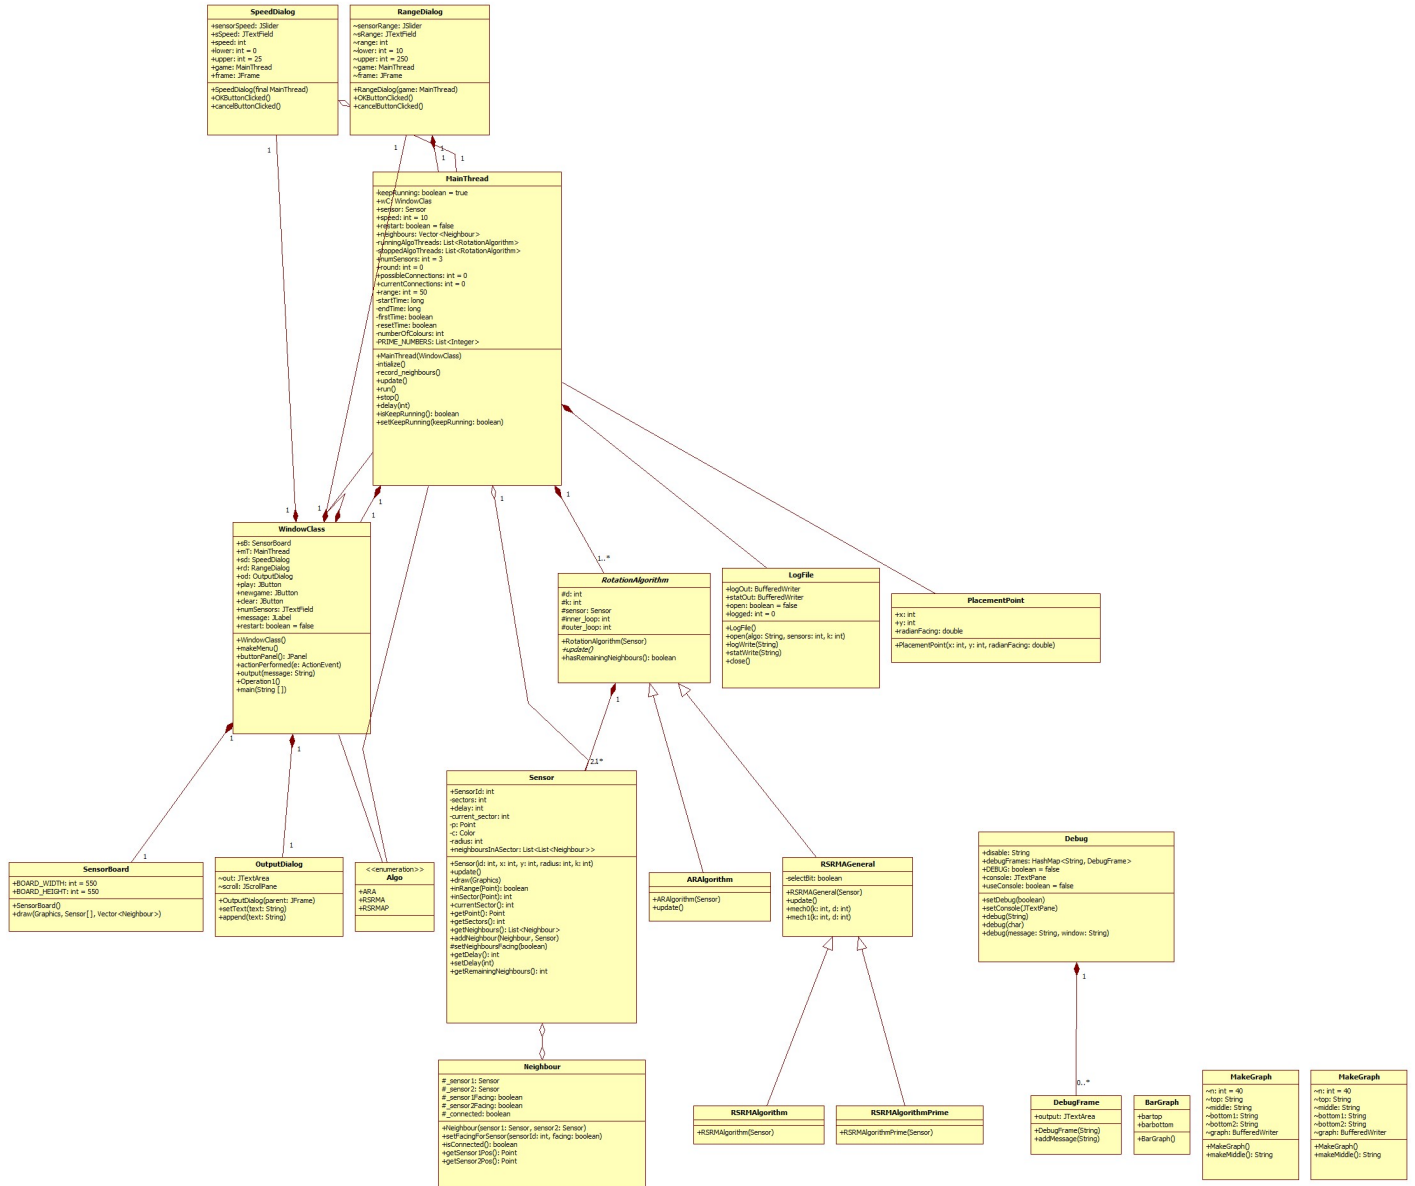 SpeedDialog
+sensorSpeed: JSlider
+sSpeed: JTextField
+speed: int
+lower: int = 0
+upper: int = 25
+game: MainThread
+frame: JFrame
+SpeedDialog(final MainThread)
+OKButtonClicked()
+cancelButtonClicked()
RangeDialog
~sensorRange: JSlider
~sRange: JTextField
~range: int
~lower: int = 10
~upper: int = 250
~game: MainThread
~frame: JFrame
+RangeDialog(game: MainThread)
+OKButtonClicked()
+cancelButtonClicked()
1
1
1
1
1
MainThread
-keepRunning: boolean = true
+wC: WindowClas
+sensor: Sensor
+speed: int = 10
+restart: boolean = false
+neighbours: Vector<Neighbour>
-runningAlgoThreads: List<RotationAlgorithm>
-stoppedAlgoThreads: List<RotationAlgorithm>
+numSensors: int = 3
+round: int = 0
+possibleConnections: int = 0
+currentConnections: int = 0
+range: int = 50
-startTime: long
-endTime: long
-firstTime: boolean
-resetTime: boolean
-numberOfColours: int
-PRIME_NUMBERS: List<Integer>
+MainThread(WindowClass)
-intialize()
-record_neighbours()
+update()
+run()
+stop()
+delay(int)
+isKeepRunning(): boolean
+setKeepRunning(keepRunning: boolean)
1
1
1
1
1
1
WindowClass
+sB: SensorBoard
+mT: MainThread
+sd: SpeedDialog
+rd: RangeDialog
+od: OutputDialog
+play: JButton
+newgame: JButton
+clear: JButton
+numSensors: JTextField
+message: JLabel
+restart: boolean = false
+WindowClass()
+makeMenu()
+buttonPanel(): JPanel
+actionPerformed(e: ActionEvent)
+output(message: String)
+Operation1()
+main(String [])
1
1
1..*
RotationAlgorithm
#d: int
#k: int
#sensor: Sensor
#inner_loop: int
#outer_loop: int
+RotationAlgorithm(Sensor)
+update()
+hasRemainingNeighbours(): boolean
1
LogFile
+logOut: BufferedWriter
+statOut: BufferedWriter
+open: boolean = false
+logged: int = 0
+LogFile()
+open(algo: String, sensors: int, k: int)
+logWrite(String)
+statWrite(String)
+close()
PlacementPoint
+x: int
+y: int
+radianFacing: double
+PlacementPoint(x: int, y: int, radianFacing: double)
1
1
SensorBoard
+BOARD_WIDTH: int = 550
+BOARD_HEIGHT: int = 550
+SensorBoard()
+draw(Graphics, Sensor[], Vector<Neighbour>)
OutputDialog
~out: JTextArea
~scroll: JScrollPane
+OutputDialog(parent: JFrame)
+setText(text: String)
+append(text: String)
<<enumeration>>
Algo
+ARA
+RSRMA
+RSRMAP
Sensor
+SensorId: int
-sectors: int
+delay: int
-current_sector: int
-p: Point
-c: Color
-radius: int
+neighboursInASector: List<List<Neighbour>>
+Sensor(id: int, x: int, y: int, radius: int, k: int)
+update()
+draw(Graphics)
+inRange(Point): boolean
+inSector(Point): int
+currentSector(): int
+getPoint(): Point
+getSectors(): int
+getNeighbours(): List<Neighbour>
+addNeighbour(Neighbour, Sensor)
#setNeighboursFacing(boolean)
+getDelay(): int
+setDelay(int)
+getRemainingNeighbours(): int
ARAlgorithm
+ARAlgorithm(Sensor)
+update()
RSRMAGeneral
-selectBit: boolean
+RSRMAGeneral(Sensor)
+update()
+mech0(k: int, d: int)
+mech1(k: int, d: int)
Debug
+disable: String
+debugFrames: HashMap<String, DebugFrame>
+DEBUG: boolean = false
+console: JTextPane
+useConsole: boolean = false
+setDebug(boolean)
+setConsole(JTextPane)
+debug(String)
+debug(char)
+debug(message: String, window: String)
1
0..*
Neighbour
#_sensor1: Sensor
#_sensor2: Sensor
#_sensor1Facing: boolean
#_sensor2Facing: boolean
#_connected: boolean
+Neighbour(sensor1: Sensor, sensor2: Sensor)
+setFacingForSensor(sensorId: int, facing: boolean)
+isConnected(): boolean
+getSensor1Pos(): Point
+getSensor2Pos(): Point
RSRMAlgorithm
+RSRMAlgorithm(Sensor)
RSRMAlgorithmPrime
+RSRMAlgorithmPrime(Sensor)
DebugFrame
+output: JTextArea
+DebugFrame(String)
+addMessage(String)
BarGraph
+bartop
+barbottom
+BarGraph()
MakeGraph
~n: int = 40
~top: String
~middle: String
~bottom1: String
~bottom2: String
~graph: BufferedWriter
+MakeGraph()
+makeMiddle(): String
MakeGraph
~n: int = 40
~top: String
~middle: String
~bottom1: String
~bottom2: String
~graph: BufferedWriter
+MakeGraph()
+makeMiddle(): String